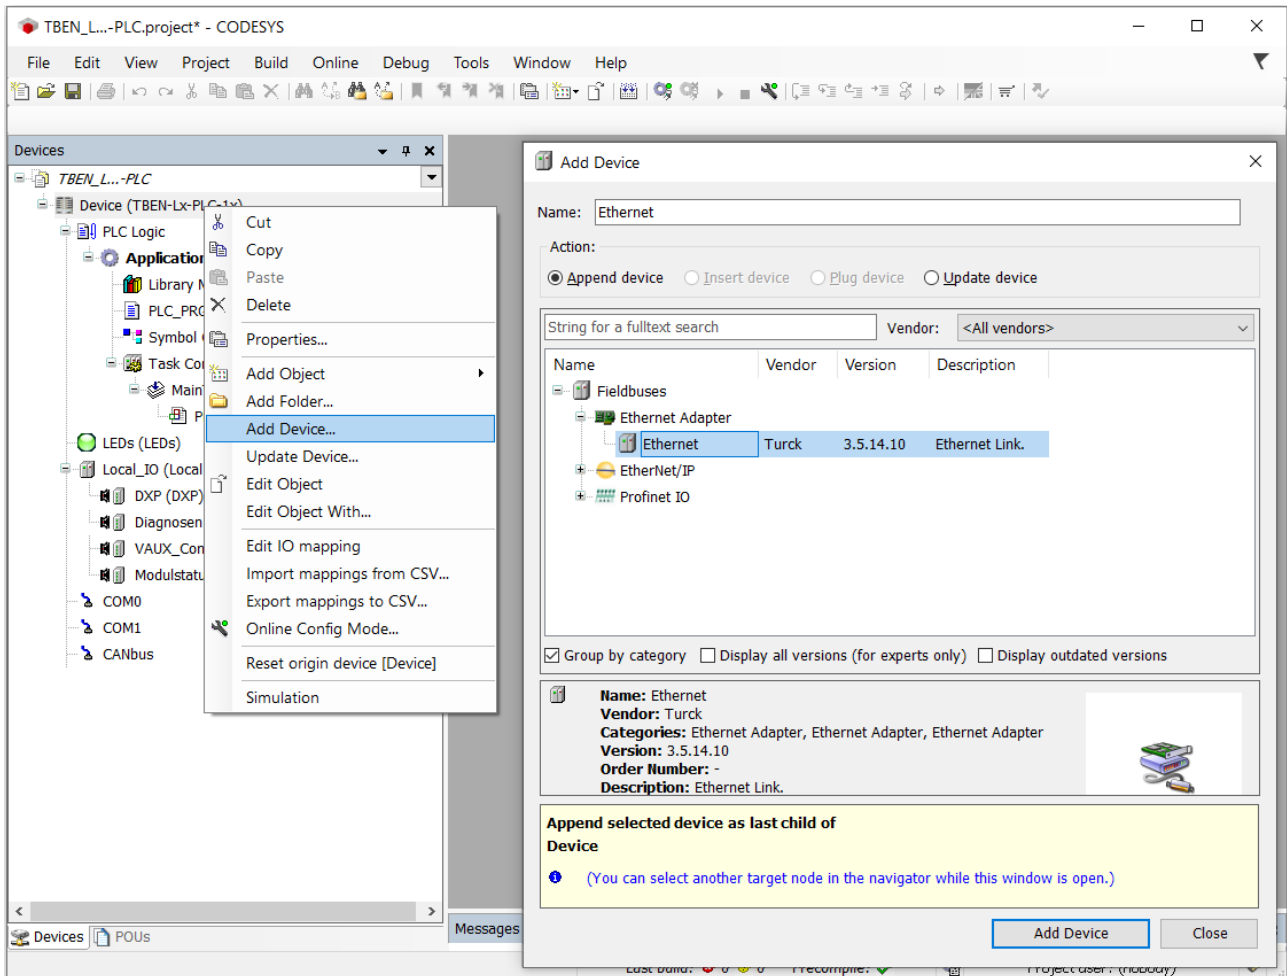 TBEN_L...-PLC.project* - CODESYS
File Edit View Project Build Online Debug Tools Window Help
Devices
TBEN_L...-PLC
Device (TBEN-Lx-PLC-1x)
PLC Logic
Application
Library M
PLC_PRG
Symbol
Task Co
Main
P
LEDs (LEDs)
Local_IO (Local
DXP (DXP)
Diagnosen
VAUX_Con
Modulstatu
COM0
COM1
CANbus
Devices
POUs
Cut
Copy
Paste
Delete
Properties...
Add Object
Add Folder...
Add Device...
Update Device...
Edit Object
Edit Object With...
Edit IO mapping
Import mappings from CSV...
Export mappings to CSV...
Online Config Mode...
Reset origin device [Device]
Simulation
Add Device
Name: Ethernet
Action:
Append device Insert device Plug device Update device
String for a fulltext search Vendor: <All vendors>
Name Vendor Version Description
Fieldbuses
Ethernet Adapter
Ethernet Turck 3.5.14.10 Ethernet Link.
EtherNet/IP
Profinet IO
Group by category Display all versions (for experts only) Display outdated versions
Name: Ethernet
Vendor: Turck
Categories: Ethernet Adapter, Ethernet Adapter, Ethernet Adapter
Version: 3.5.14.10
Order Number: -
Description: Ethernet Link.
Append selected device as last child of
Device
(You can select another target node in the navigator while this window is open.)
Add Device Close
Messages
Last build: 0 0 Precompile: Project user: (nobody)